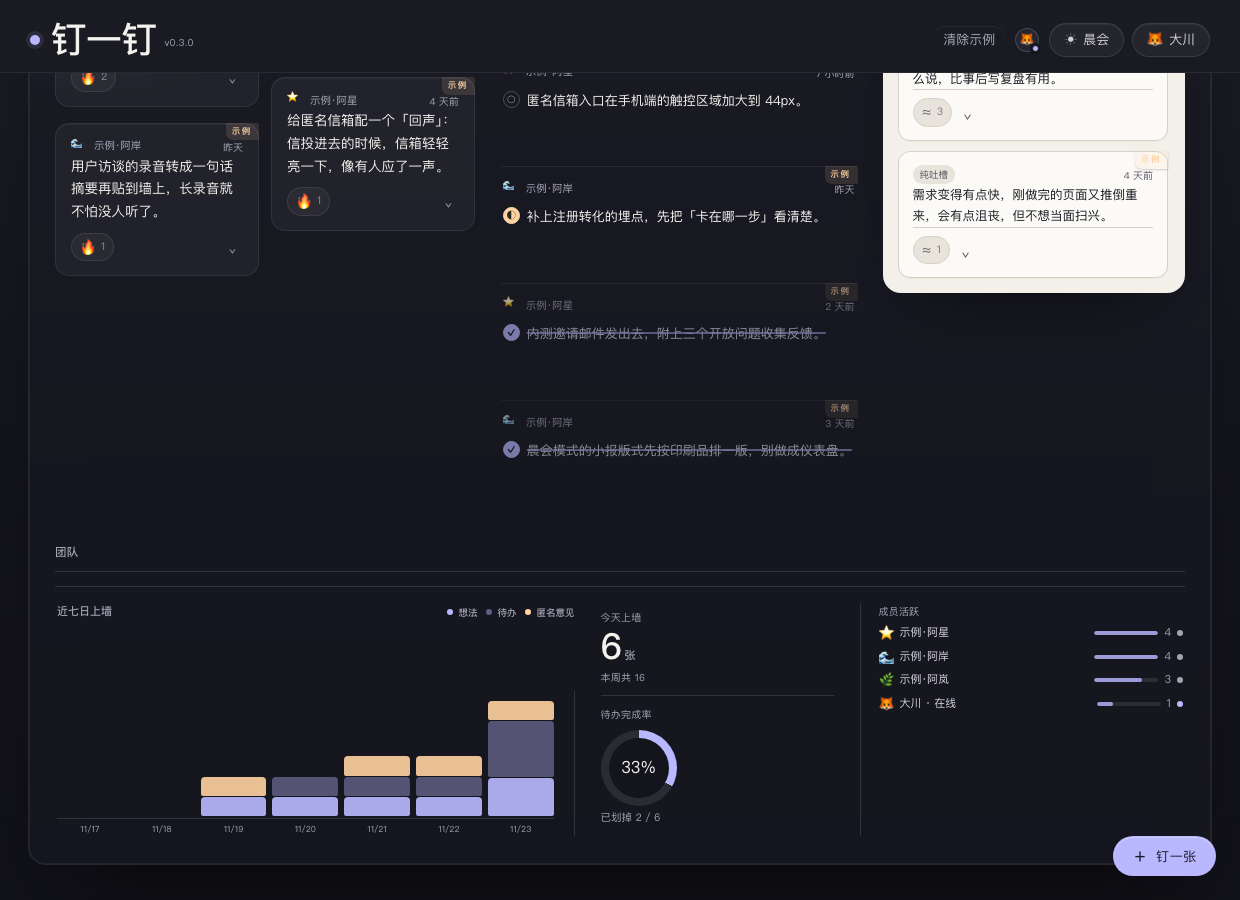 钉一钉 v0.3.0
清除示例
晨会
大川
2
示例
昨天
示例·阿岸
用户访谈的录音转成一句话
摘要再贴到墙上，长录音就
不怕没人听了。
1
示例
示例·阿星
4 天前
给匿名信箱配一个「回声」：
信投进去的时候，信箱轻轻
亮一下，像有人应了一声。
1
示例·阿星
7 小时前
匿名信箱入口在手机端的触控区域加大到 44px。
示例
示例·阿岸
昨天
补上注册转化的埋点，先把「卡在哪一步」看清楚。
示例
示例·阿星
2 天前
内测邀请邮件发出去，附上三个开放问题收集反馈。
示例
示例·阿岸
3 天前
晨会模式的小报版式先按印刷品排一版，别做成仪表盘。
么说，比事后写复盘有用。
≈ 3
示例
纯吐槽
4 天前
需求变得有点快，刚做完的页面又推倒重
来，会有点沮丧，但不想当面扫兴。
≈ 1
团队
近七日上墙
想法 待办 匿名意见
11/17 11/18 11/19 11/20 11/21 11/22 11/23
今天上墙
6 张
本周共 16
待办完成率
33%
已划掉 2 / 6
成员活跃
示例·阿星 4
示例·阿岸 4
示例·阿岚 3
大川 · 在线 1
+ 钉一张